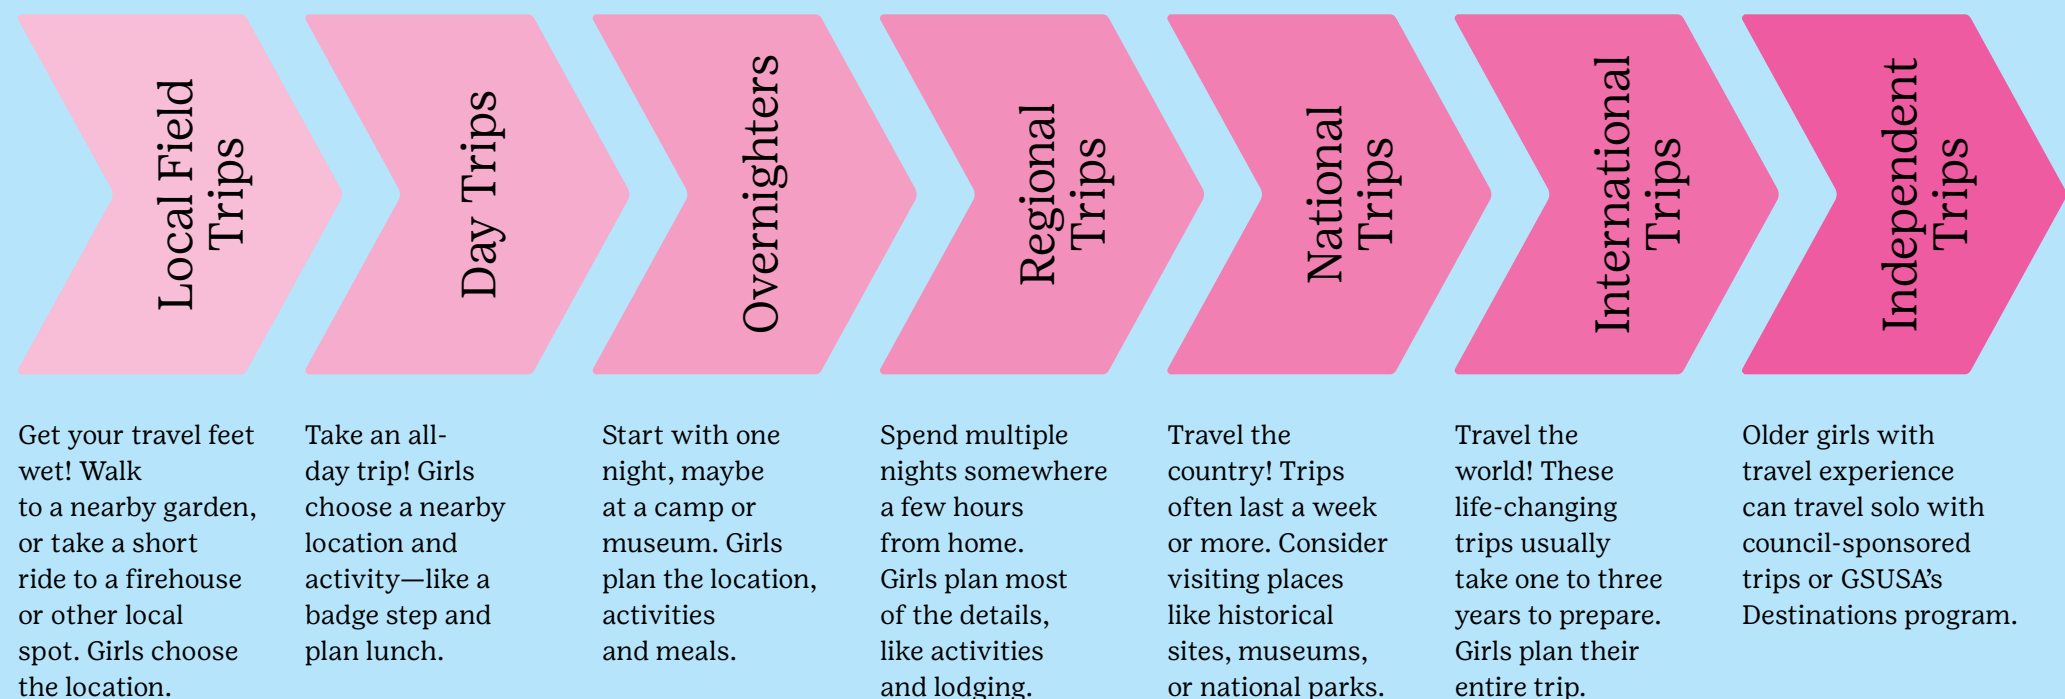 Local Field
Trips
Day Trips
Overnighters
Regional
Trips
National
Trips
International
Trips
Independent
Trips
Get your travel feet
wet! Walk
to a nearby garden,
or take a short
ride to a firehouse
or other local
spot. Girls choose
the location.
Take an all-
day trip! Girls
choose a nearby
location and
activity—like a
badge step and
plan lunch.
Start with one
night, maybe
at a camp or
museum. Girls
plan the location,
activities
and meals.
Spend multiple
nights somewhere
a few hours
from home.
Girls plan most
of the details,
like activities
and lodging.
Travel the
country! Trips
often last a week
or more. Consider
visiting places
like historical
sites, museums,
or national parks.
Travel the
world! These
life-changing
trips usually
take one to three
years to prepare.
Girls plan their
entire trip.
Older girls with
travel experience
can travel solo with
council-sponsored
trips or GSUSA’s
Destinations program.